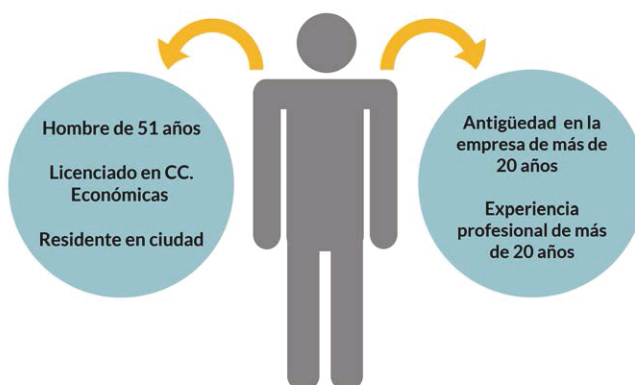 Hombre de 51 años
Licenciado en CC.
Económicas
Residente en ciudad
Antigüedad en la
empresa de más de
20 años
Experiencia
profesional de más
de 20 años